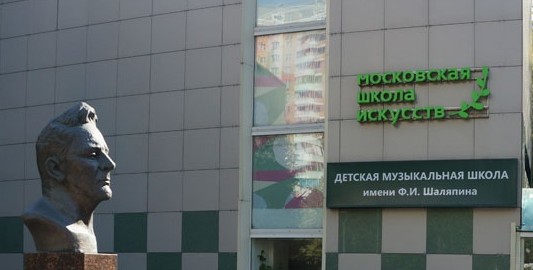 московская
школа
искусств
ДЕТСКАЯ МУЗЫКАЛЬНАЯ ШКОЛА
имени Ф.И. Шаляпина